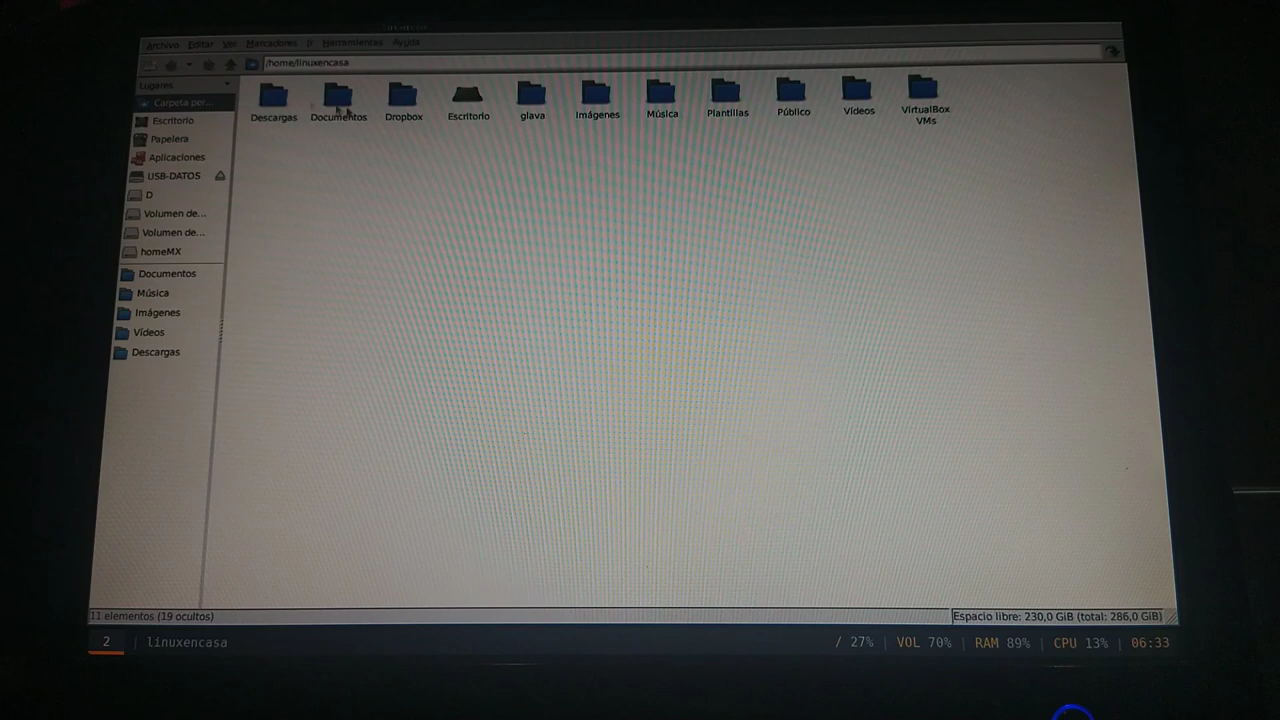 Archivo Editar Ver Marcadores Ir Herramientas Ayuda
/home/linuxencasa
Lugares
Carpeta per...
Escritorio
Papelera
Aplicaciones
USB-DATOS
D
Volumen de...
Volumen de...
homeMX
Documentos
Música
Imágenes
Vídeos
Descargas
Descargas Documentos Dropbox Escritorio glava Imágenes Música Plantillas Público Vídeos VirtualBox
VMs
11 elementos (19 ocultos) Espacio libre: 230,0 GiB (total: 286,0 GiB)
2 | linuxencasa / 27% | VOL 70% | RAM 89% | CPU 13% | 06:33